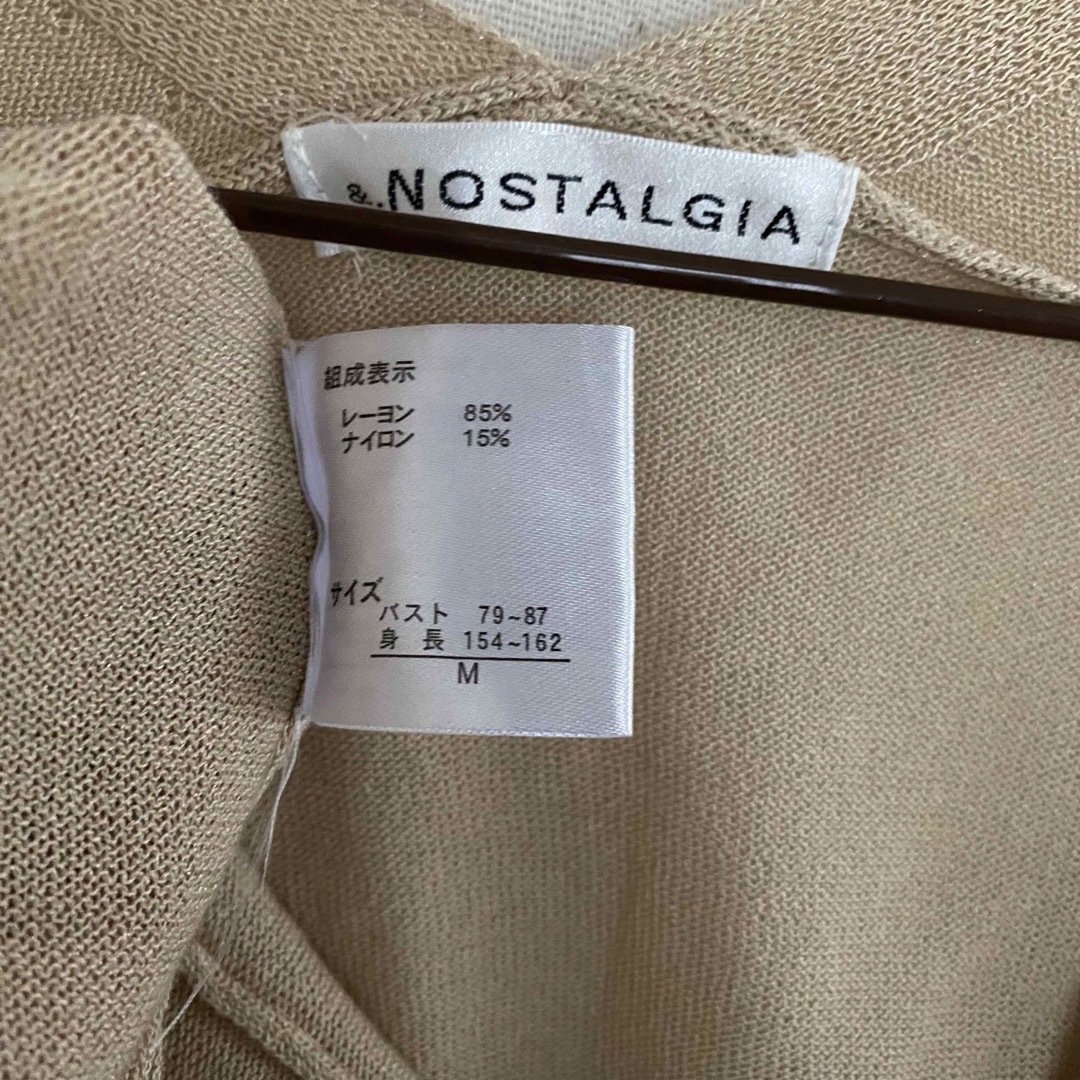 &..NOSTALGIA
組成表示
レーヨン 85%
ナイロン 15%
サイズ
バスト 79~87
身長 154~162
M